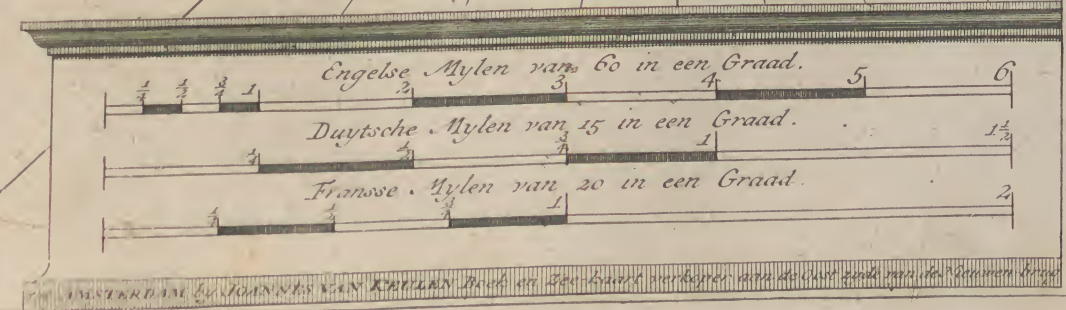 Engelse Mylen van 60 in een Graad.
1/4 1/2 3/4 1 2 3 4 5 6
Duytsche Mylen van 15 in een Graad.
1/4 1/2 3/4 1 1 1/2
Fransse Mylen van 20 in een Graad.
1/4 1/2 3/4 1 2
AMSTERDAM by JOANNES VAN KEULEN Boek en Zee-kaart verkoper aan de Oost zyde van de Nieuwen brug